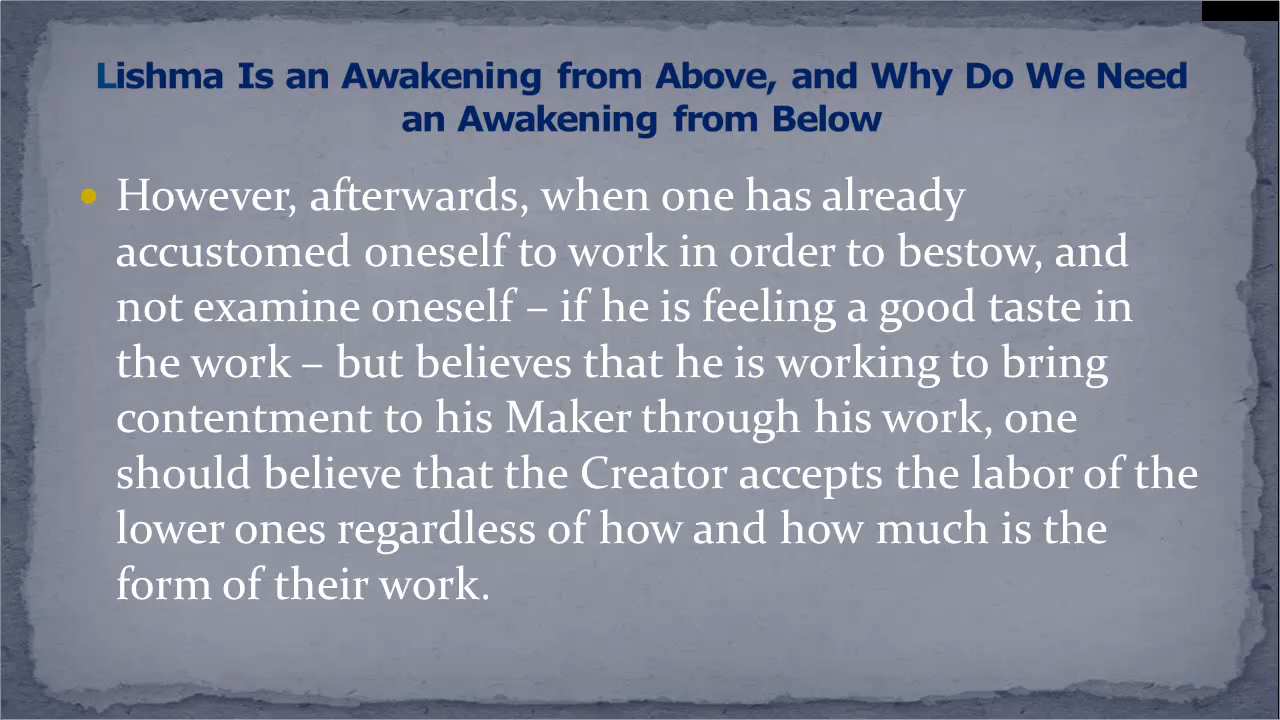 Lishma Is an Awakening from Above, and Why Do We Need
an Awakening from Below
• However, afterwards, when one has already
accustomed oneself to work in order to bestow, and
not examine oneself – if he is feeling a good taste in
the work – but believes that he is working to bring
contentment to his Maker through his work, one
should believe that the Creator accepts the labor of the
lower ones regardless of how and how much is the
form of their work.